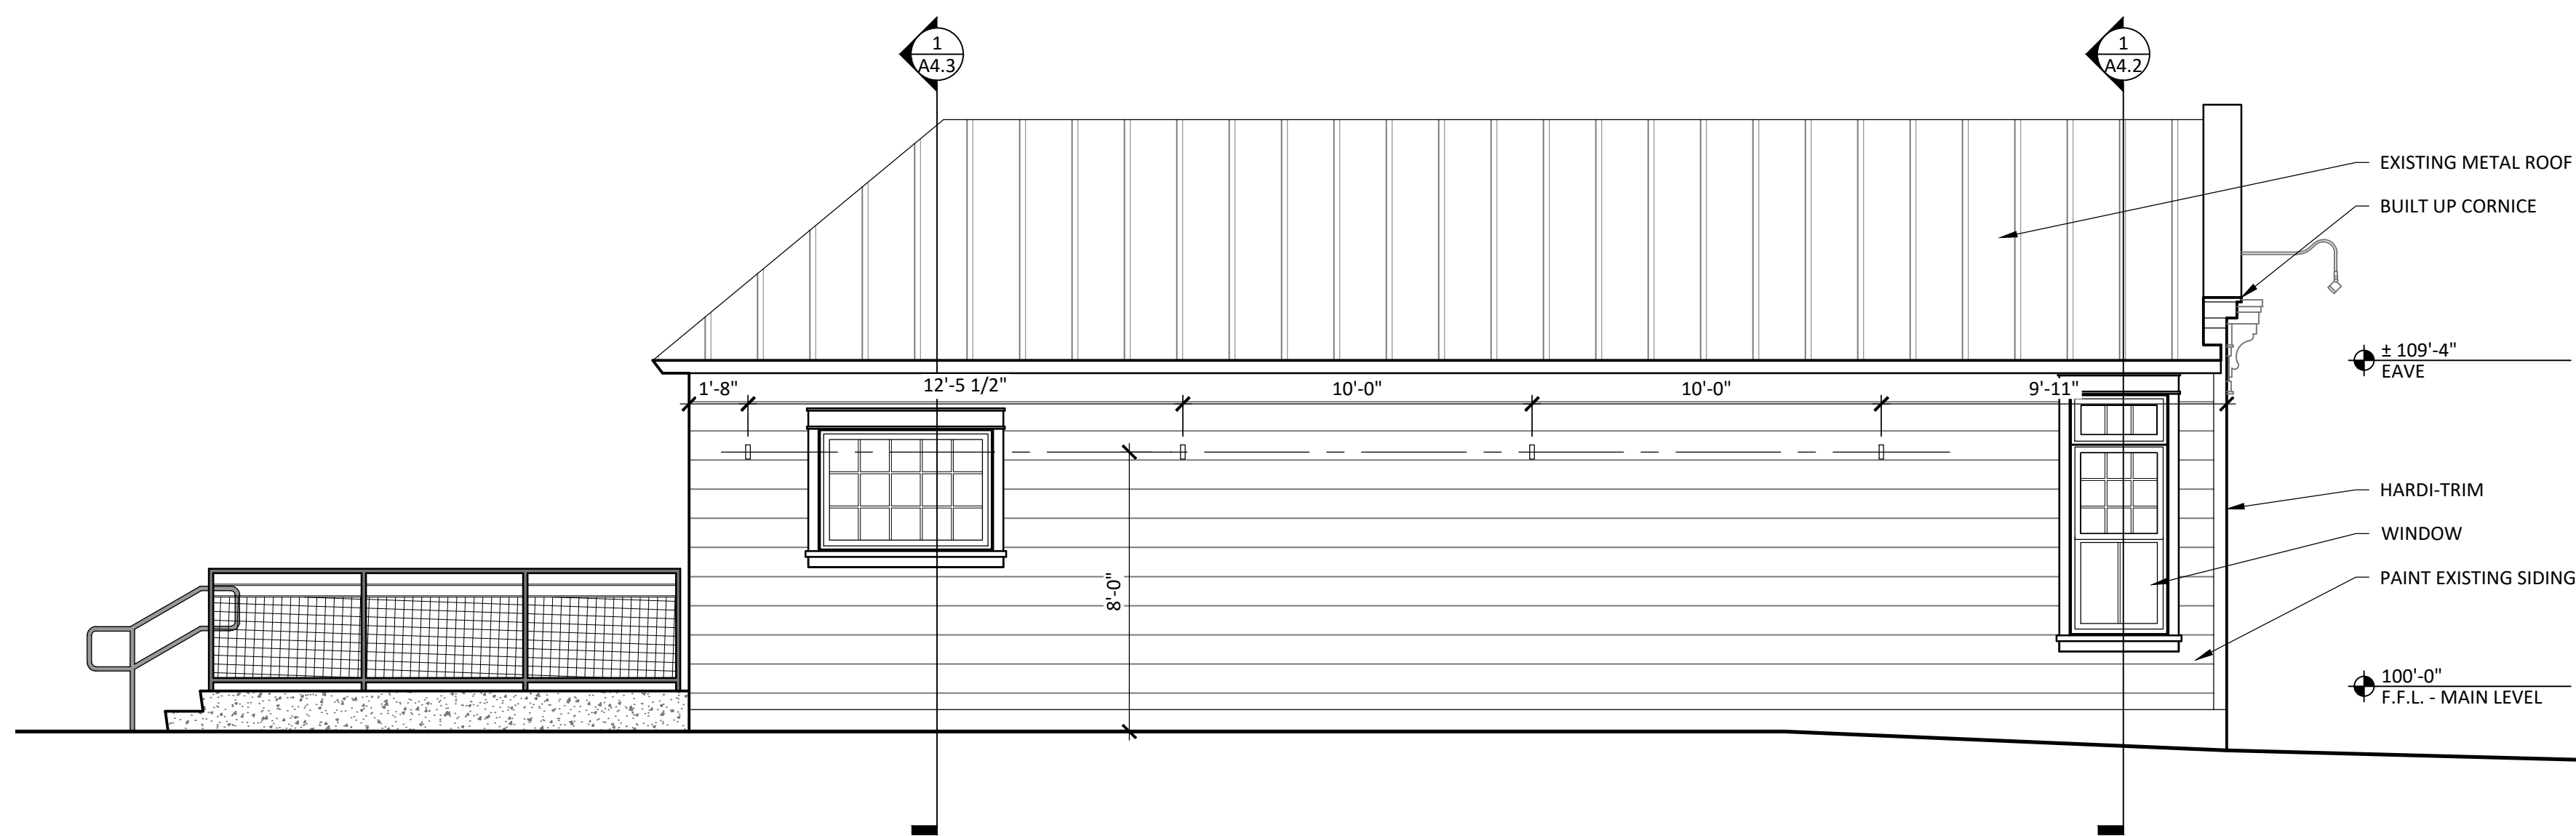 1
A4.3
1
A4.2
EXISTING METAL ROOF
BUILT UP CORNICE
± 109'-4"
EAVE
1'-8"
12'-5 1/2"
10'-0"
10'-0"
9'-11"
HARDI-TRIM
WINDOW
PAINT EXISTING SIDING
8'-0"
100'-0"
F.F.L. - MAIN LEVEL